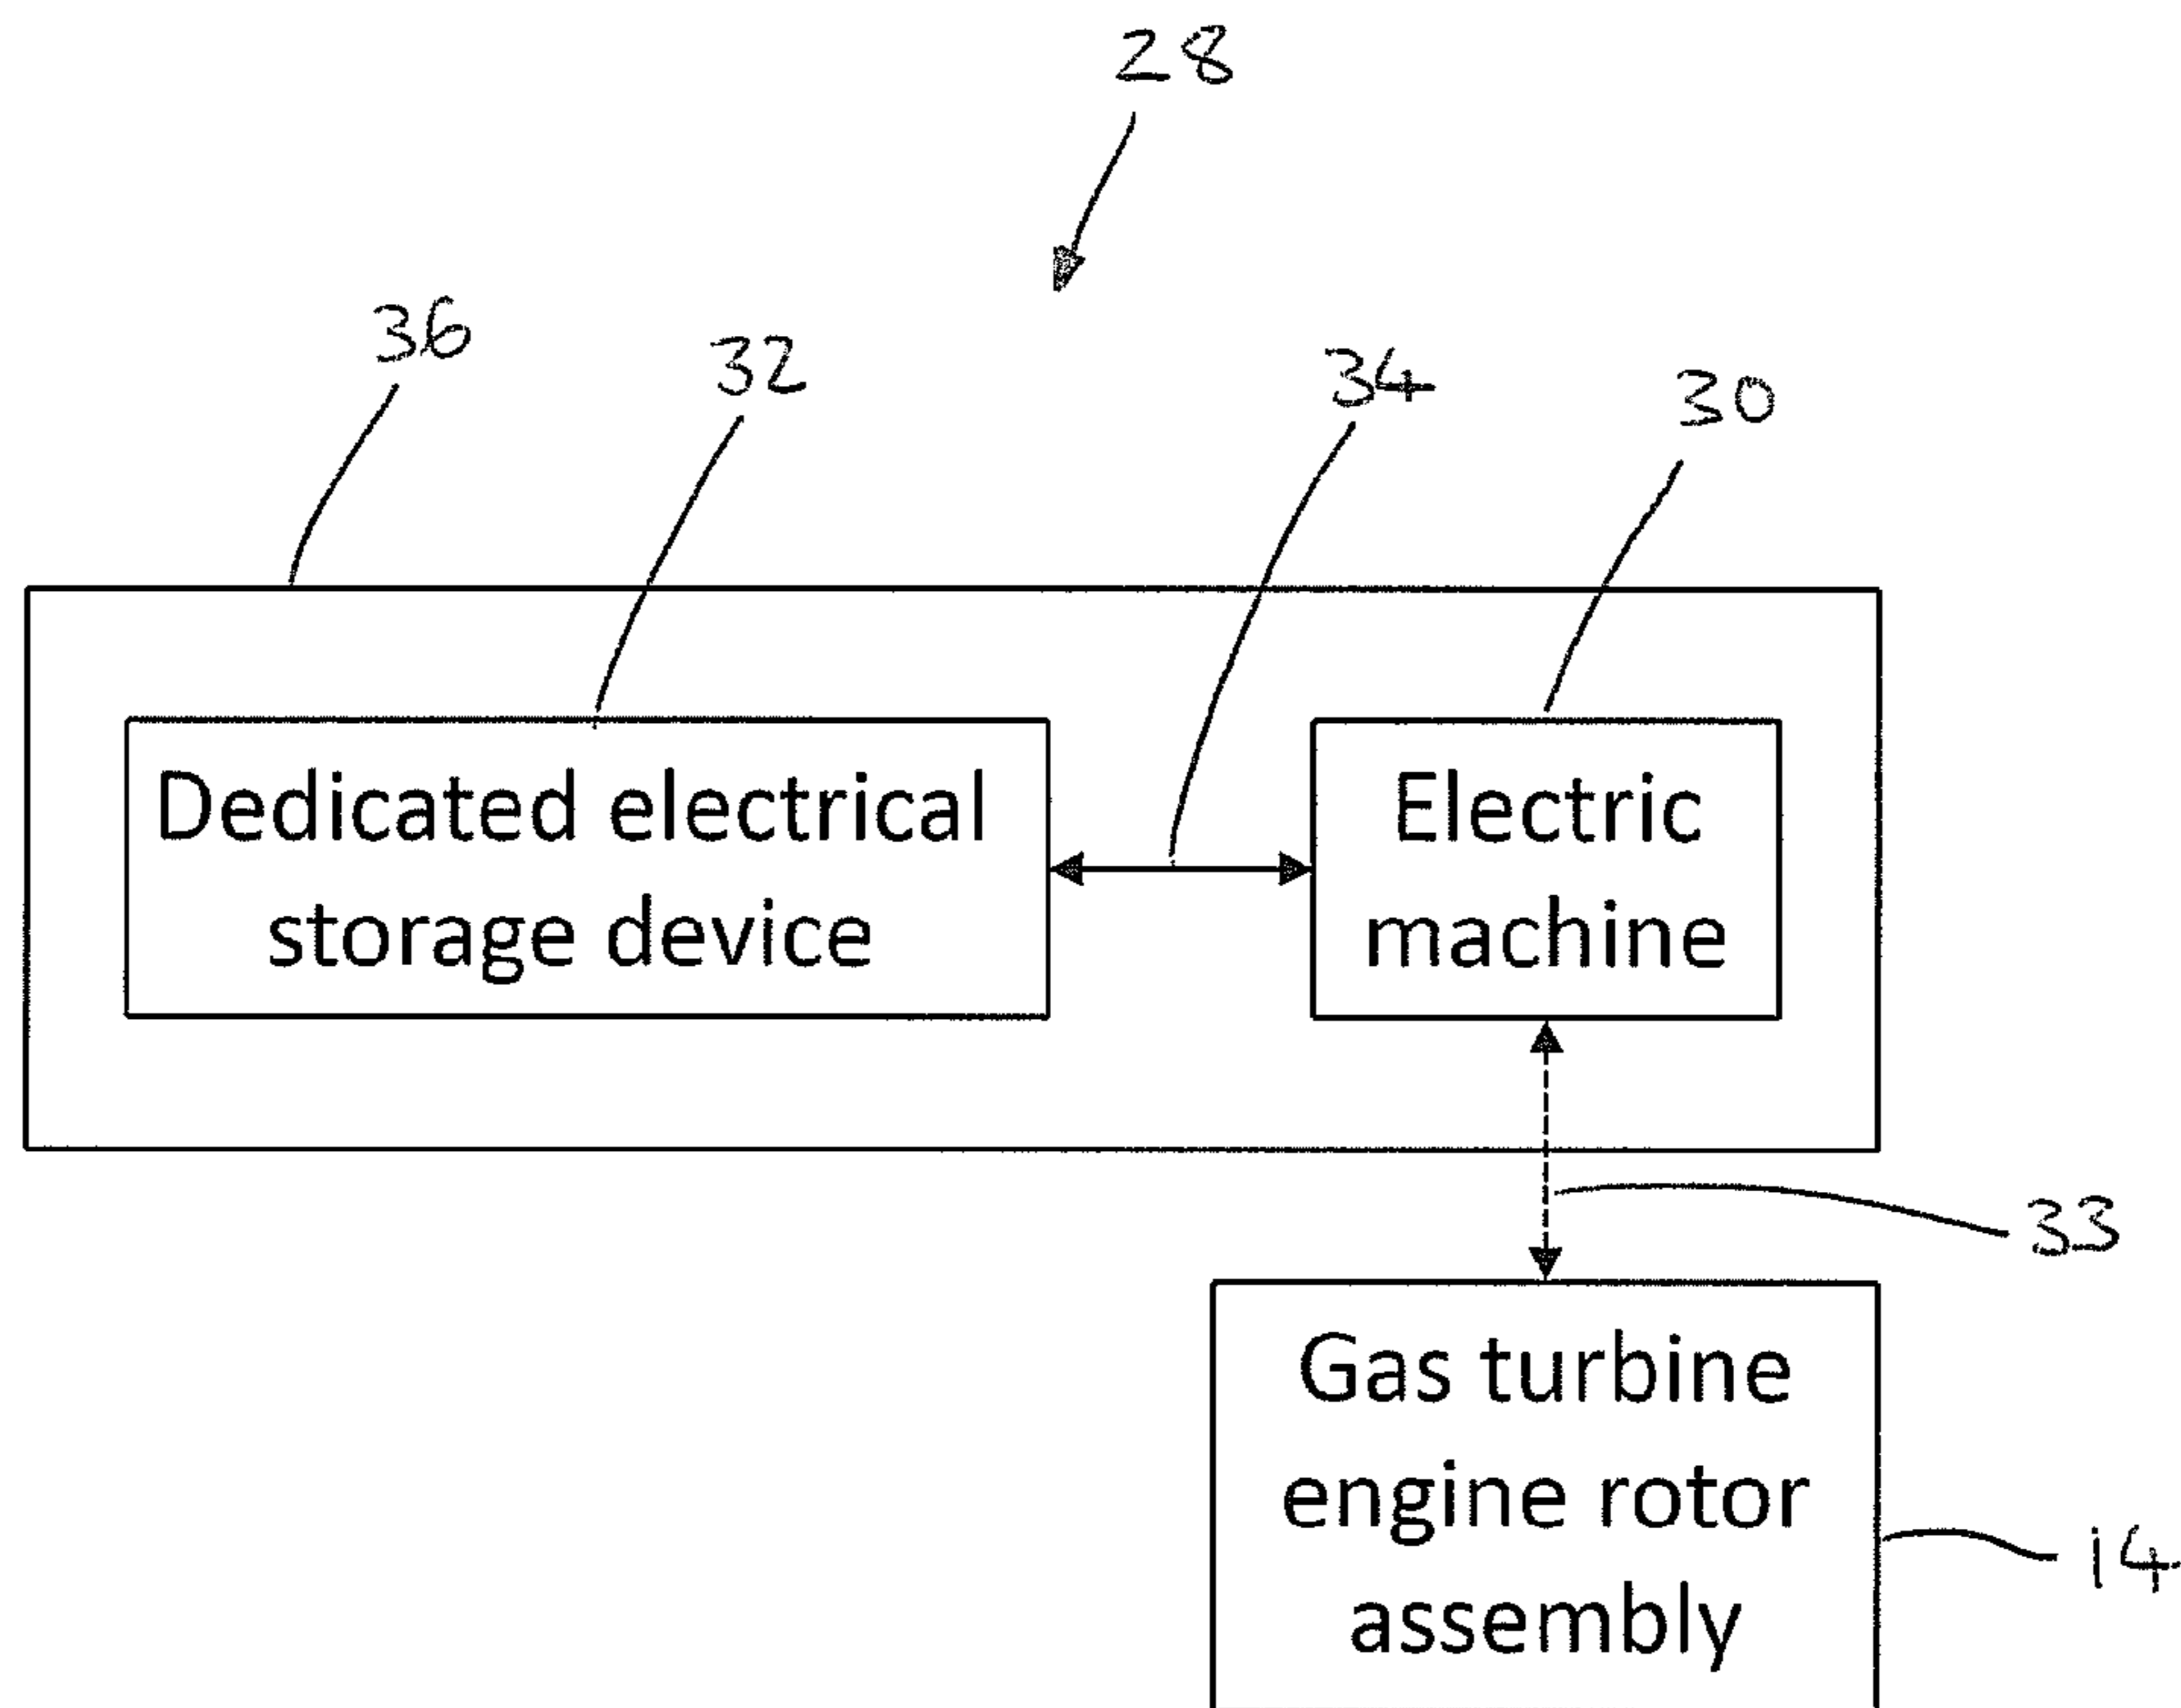 28
36
32
34
30
Dedicated electrical
storage device
Electric
machine
33
Gas turbine
engine rotor
assembly
14